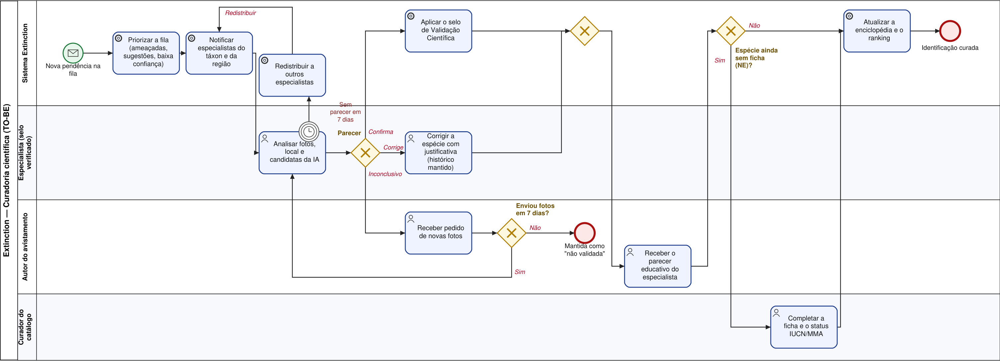 Extinction — Curadoria científica (TO-BE)
Sistema Extinction
Nova pendência na
fila
Priorizar a fila
(ameaçadas,
sugestões, baixa
confiança)
Notificar
especialistas do
táxon e da
região
Redistribuir
Redistribuir a
outros
especialistas
Aplicar o selo
de Validação
Científica
Não
Espécie ainda
sem ficha
(NE)?
Sim
Atualizar a
enciclopédia e o
ranking
Identificação curada
Especialista (selo
verificado)
Sem
parecer em
7 dias
Analisar fotos,
local e
candidatas da IA
Parecer
Confirma
Corrige
Inconclusivo
Corrigir a
espécie com
justificativa
(histórico
mantido)
Autor do avistamento
Receber pedido
de novas fotos
Enviou fotos
em 7 dias?
Não
Sim
Mantida como
"não validada"
Receber o
parecer
educativo do
especialista
Curador do
catálogo
Completar a
ficha e o status
IUCN/MMA